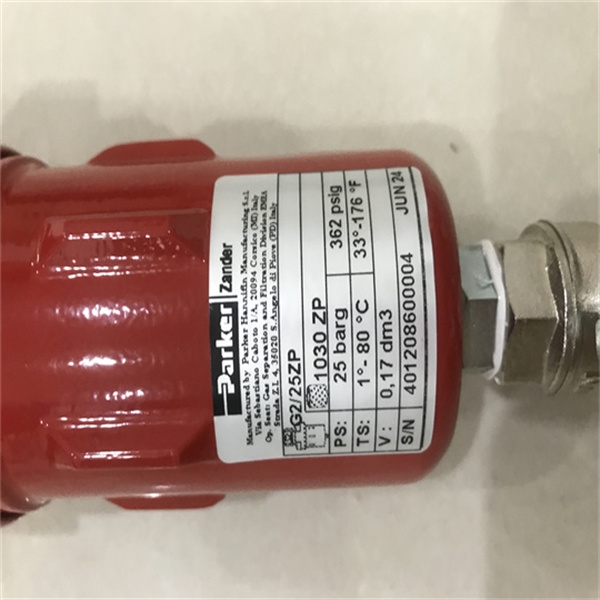 Parker Zander
Manufactured by Parker Hannifin Manufacturing S.r.l.
Via Sebastiano Caboto 1/A, 20094 Corsico (MI) Italy
Op. Seat: Gas Separation and Filtration Division EMEA
Strada Z.I. 4, 35020 S. Angelo di Piove (PD) Italy
G2/25ZP
1030 ZP
PS: 25 barg 362 psig
TS: 1°- 80 °C 33°-176 °F
V : 0,17 dm3
S/N 401208600004 JUN 24